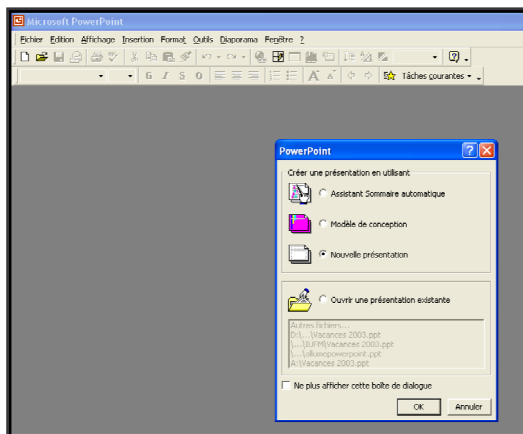 Microsoft PowerPoint
Fichier Edition Affichage Insertion Format Outils Diaporama Fenêtre ?
G I S O A A Tâches courantes
PowerPoint
Créer une présentation en utilisant
Assistant Sommaire automatique
Modèle de conception
Nouvelle présentation
Ouvrir une présentation existante
Autres fichiers...
D:\...\Vacances 2003.ppt
\...\IUFM\Vacances 2003.ppt
\...\allumepowerpoint.ppt
A:\Vacances 2003.ppt
Ne plus afficher cette boîte de dialogue
OK Annuler